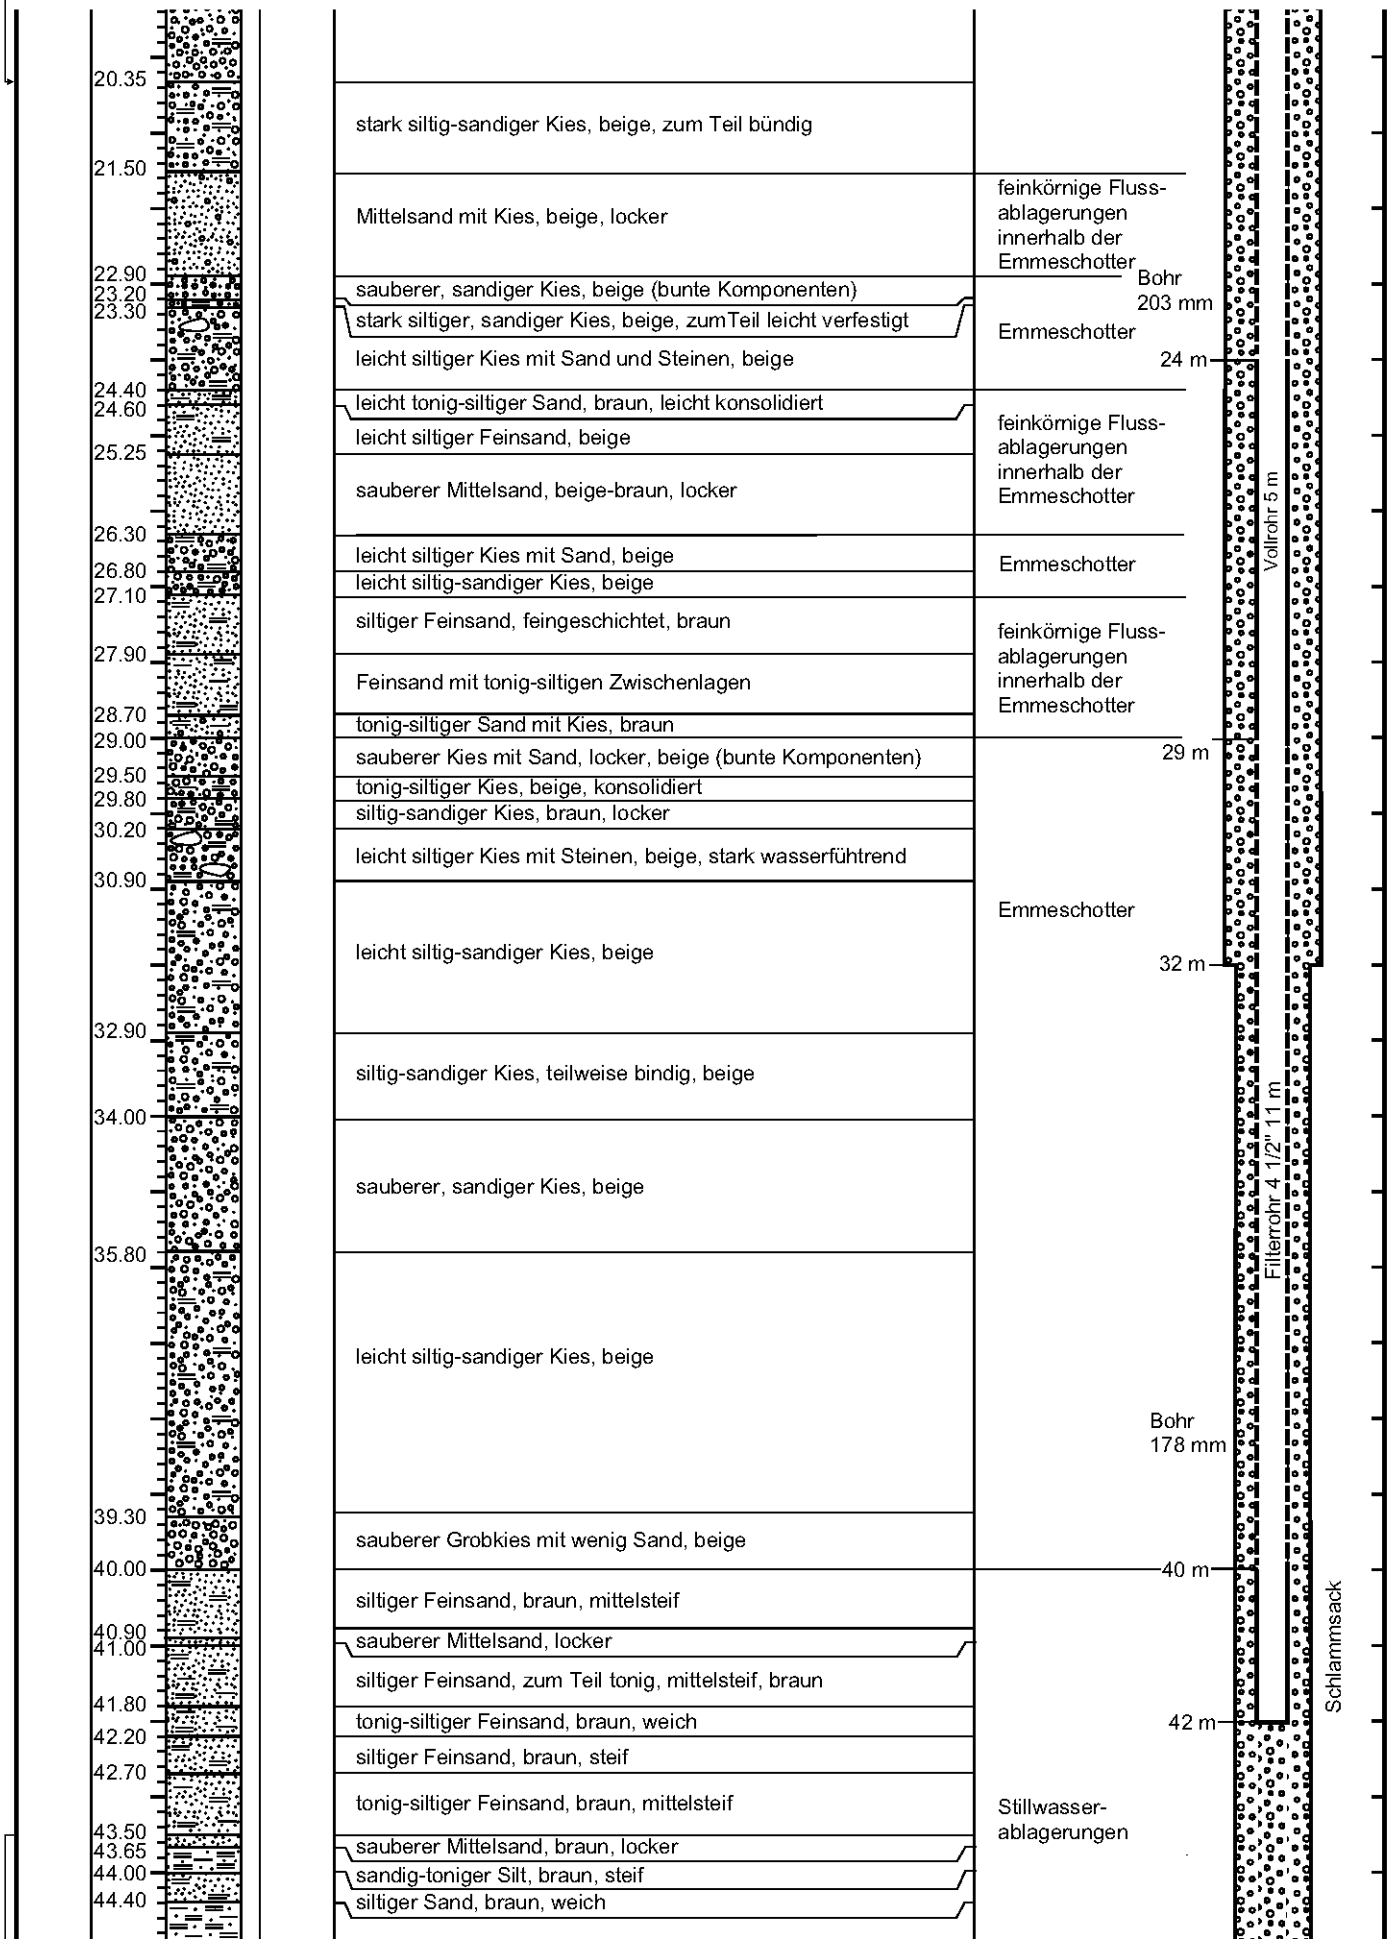 20.35
stark siltig-sandiger Kies, beige, zum Teil bündig
21.50
feinkörnige Fluss-
ablagerungen
innerhalb der
Emmeschotter
Mittelsand mit Kies, beige, locker
22.90
Bohr
203 mm
sauberer, sandiger Kies, beige (bunte Komponenten)
23.20
23.30
stark siltiger, sandiger Kies, beige, zumTeil leicht verfestigt
Emmeschotter
leicht siltiger Kies mit Sand und Steinen, beige
24 m
24.40
leicht tonig-siltiger Sand, braun, leicht konsolidiert
24.60
leicht siltiger Feinsand, beige
feinkörnige Fluss-
ablagerungen
innerhalb der
Emmeschotter
25.25
sauberer Mittelsand, beige-braun, locker
Vollrohr 5 m
26.30
leicht siltiger Kies mit Sand, beige
Emmeschotter
26.80
leicht siltig-sandiger Kies, beige
27.10
siltiger Feinsand, feingeschichtet, braun
feinkörnige Fluss-
ablagerungen
innerhalb der
Emmeschotter
27.90
Feinsand mit tonig-siltigen Zwischenlagen
28.70
tonig-siltiger Sand mit Kies, braun
29.00
29 m
sauberer Kies mit Sand, locker, beige (bunte Komponenten)
29.50
tonig-siltiger Kies, beige, konsolidiert
29.80
siltig-sandiger Kies, braun, locker
30.20
leicht siltiger Kies mit Steinen, beige, stark wasserführtrend
30.90
Emmeschotter
leicht siltig-sandiger Kies, beige
32 m
32.90
siltig-sandiger Kies, teilweise bindig, beige
34.00
Filterrohr 4 1/2" 11 m
sauberer, sandiger Kies, beige
35.80
leicht siltig-sandiger Kies, beige
Bohr
178 mm
39.30
sauberer Grobkies mit wenig Sand, beige
40.00
40 m
siltiger Feinsand, braun, mittelsteif
40.90
sauberer Mittelsand, locker
41.00
Schlammsack
siltiger Feinsand, zum Teil tonig, mittelsteif, braun
41.80
tonig-siltiger Feinsand, braun, weich
42 m
42.20
siltiger Feinsand, braun, steif
42.70
tonig-siltiger Feinsand, braun, mittelsteif
Stillwasser-
ablagerungen
43.50
sauberer Mittelsand, braun, locker
43.65
44.00
sandig-toniger Silt, braun, steif
44.40
siltiger Sand, braun, weich